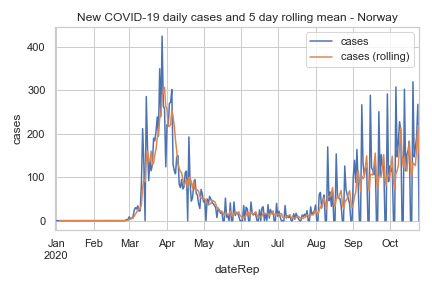 New COVID-19 daily cases and 5 day rolling mean - Norway
cases
cases (rolling)
400
300
200
100
0
cases
Jan Feb Mar Apr May Jun Jul Aug Sep Oct
2020
dateRep